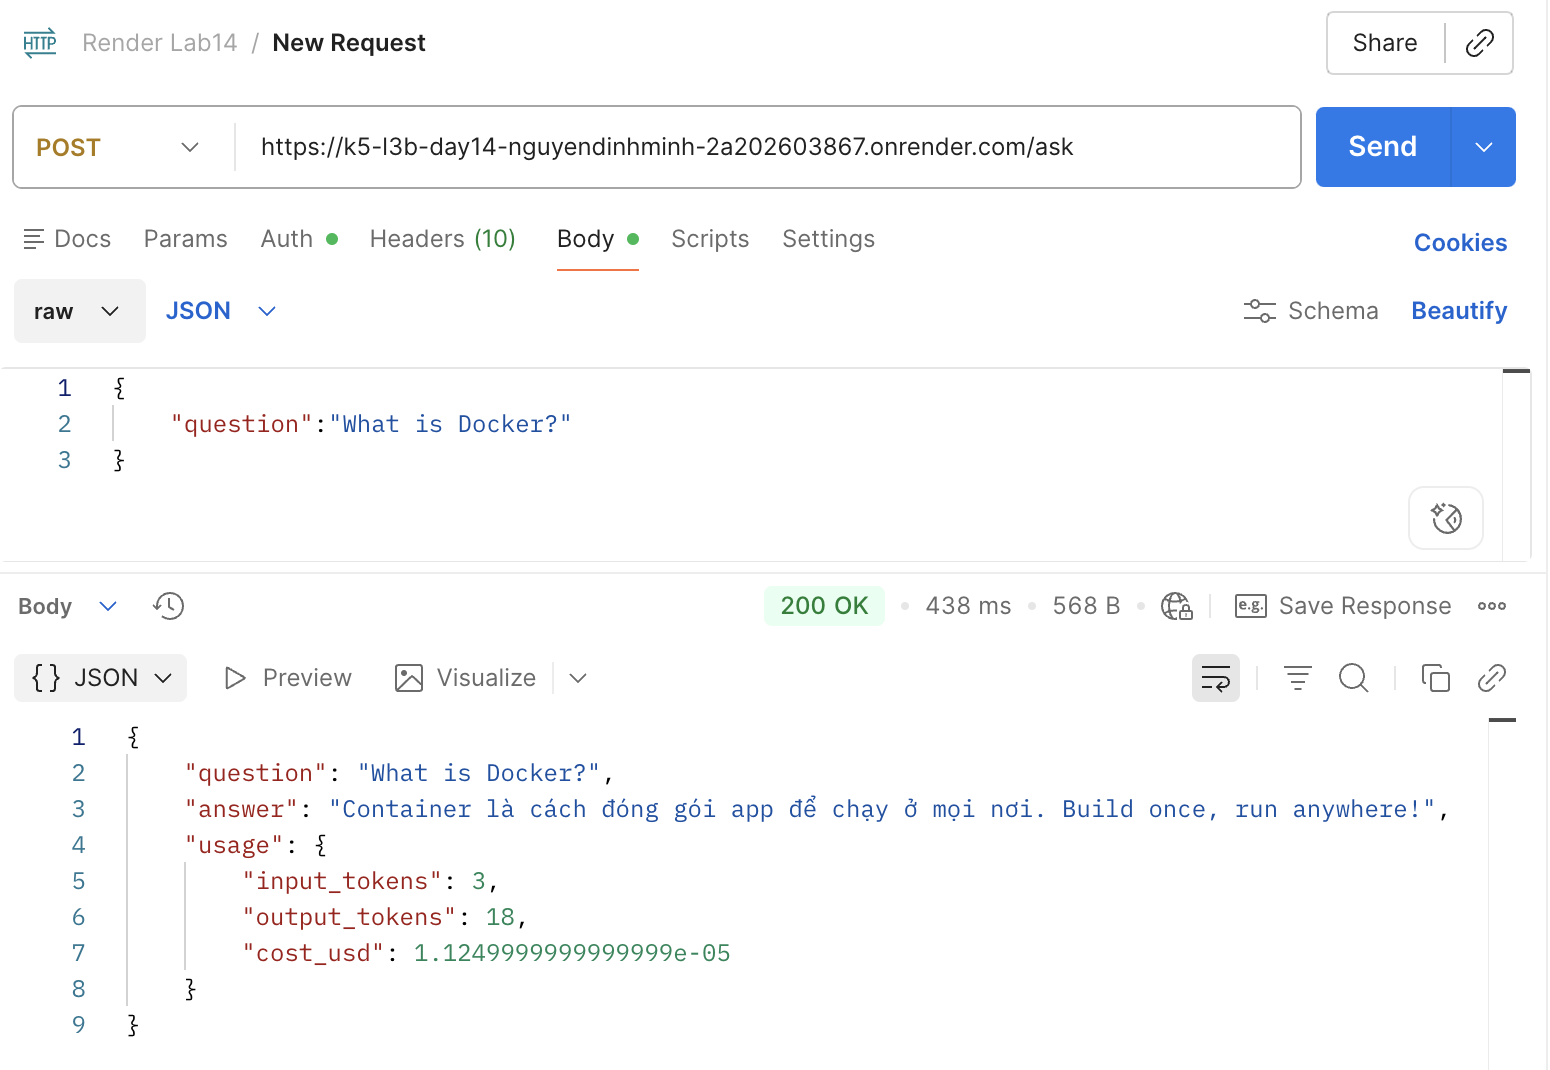 HTTP Render Lab14 / New Request Share
POST https://k5-l3b-day14-nguyendinhminh-2a202603867.onrender.com/ask Send
Docs Params Auth Headers (10) Body Scripts Settings Cookies
raw JSON Schema Beautify
1 {
2 "question":"What is Docker?"
3 }
Body 200 OK 438 ms 568 B e.g. Save Response
{} JSON Preview Visualize
1 {
2 "question": "What is Docker?",
3 "answer": "Container là cách đóng gói app để chạy ở mọi nơi. Build once, run anywhere!",
4 "usage": {
5 "input_tokens": 3,
6 "output_tokens": 18,
7 "cost_usd": 1.1249999999999999e-05
8 }
9 }